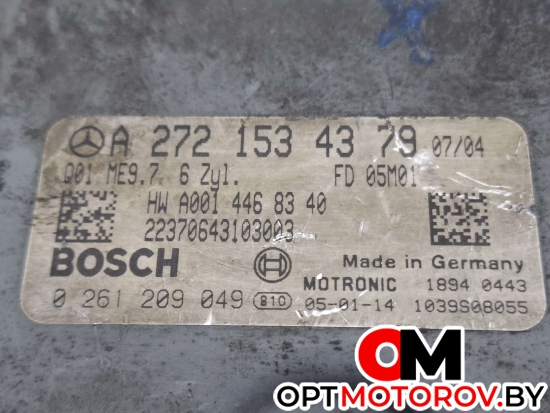 A 272 153 43 79 07/04
Q01 ME9.7 6 Zyl. FD 05M01
HW A001 446 83 40
22370643103003
BOSCH Made in Germany
MOTRONIC 1894 0443
0 261 209 049 810 05-01-14 1039S08055
OM
OPTMOTOROV.BY